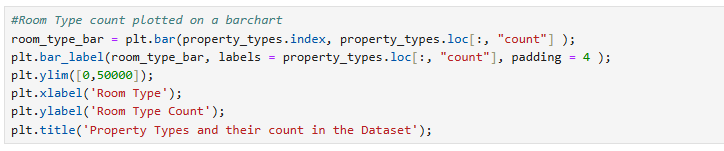 #Room Type count plotted on a barchart
room_type_bar = plt.bar(property_types.index, property_types.loc[:, "count"] );
plt.bar_label(room_type_bar, labels = property_types.loc[:, "count"], padding = 4 );
plt.ylim([0,50000]);
plt.xlabel('Room Type');
plt.ylabel('Room Type Count');
plt.title('Property Types and their count in the Dataset');